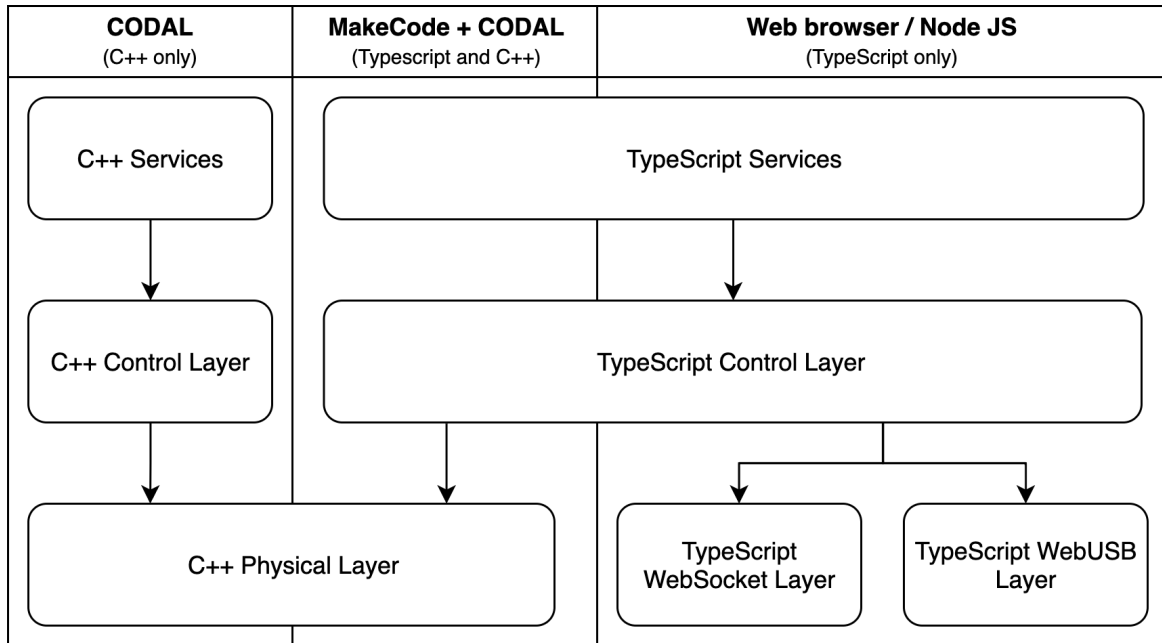 CODAL
(C++ only)
MakeCode + CODAL
(Typescript and C++)
Web browser / Node JS
(TypeScript only)
C++ Services
TypeScript Services
C++ Control Layer
TypeScript Control Layer
C++ Physical Layer
TypeScript
WebSocket Layer
TypeScript WebUSB
Layer